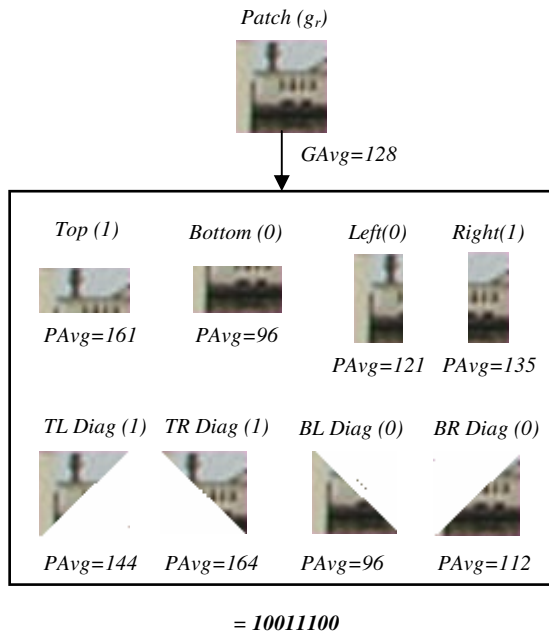 Patch (gr)
GAvg=128
Top (1) Bottom (0) Left(0) Right(1)
PAvg=161 PAvg=96 PAvg=121 PAvg=135
TL Diag (1) TR Diag (1) BL Diag (0) BR Diag (0)
PAvg=144 PAvg=164 PAvg=96 PAvg=112
= 10011100